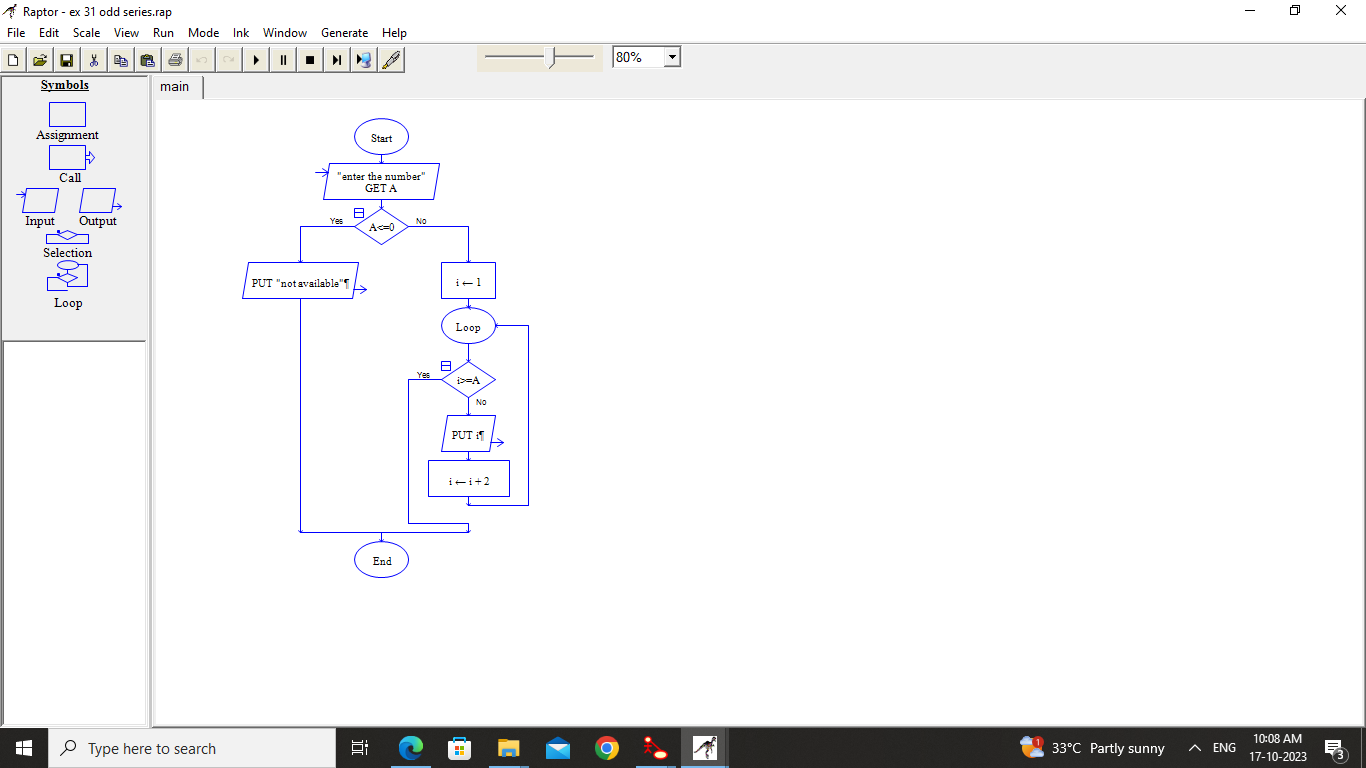 Raptor - ex 31 odd series.rap
File Edit Scale View Run Mode Ink Window Generate Help
80%
Symbols
main
Assignment
Call
Input Output
Selection
Loop
Start
"enter the number"
GET A
Yes No
A<=0
PUT "not available"¶
i ← 1
Loop
Yes
i>=A
No
PUT i¶
i ← i + 2
End
Type here to search
1
33°C Partly sunny
ENG
10:08 AM
17-10-2023
3